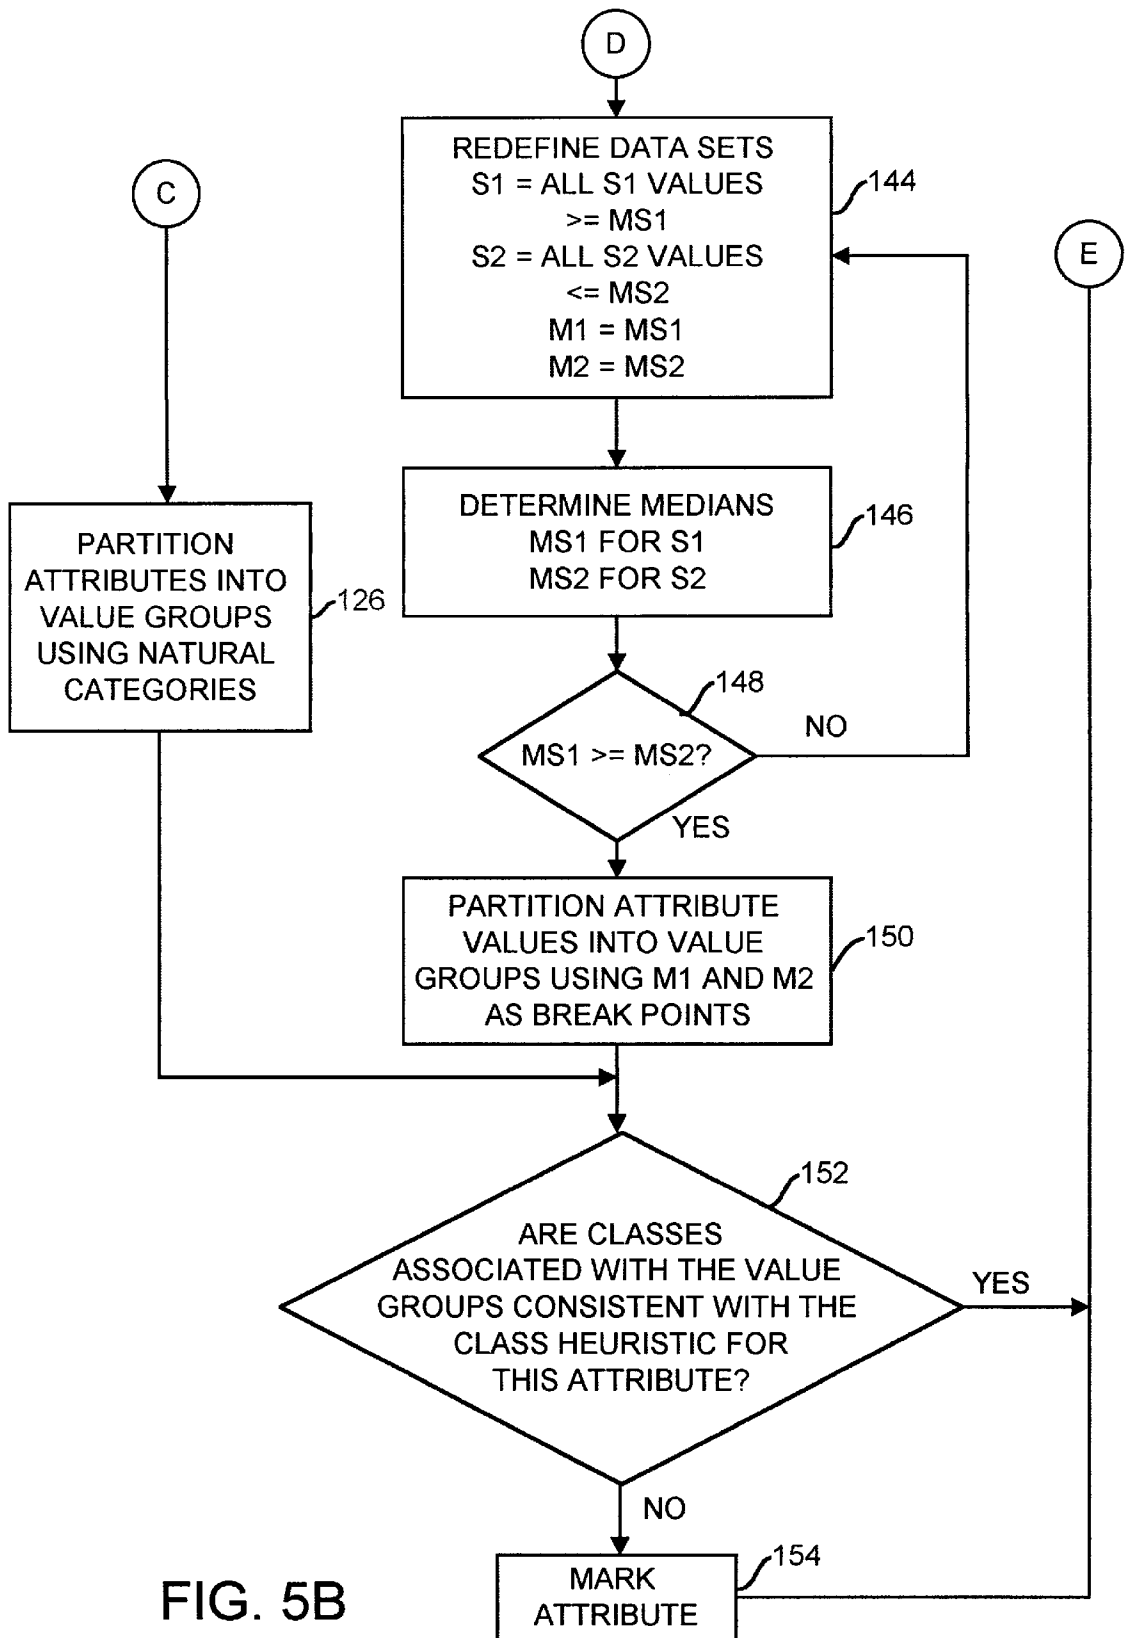 D
REDEFINE DATA SETS
S1 = ALL S1 VALUES
>= MS1
S2 = ALL S2 VALUES
<= MS2
M1 = MS1
M2 = MS2
144
C
E
DETERMINE MEDIANS
MS1 FOR S1
MS2 FOR S2
146
PARTITION
ATTRIBUTES INTO
VALUE GROUPS
USING NATURAL
CATEGORIES
126
148
MS1 >= MS2?
NO
YES
PARTITION ATTRIBUTE
VALUES INTO VALUE
GROUPS USING M1 AND M2
AS BREAK POINTS
150
152
ARE CLASSES
ASSOCIATED WITH THE VALUE
GROUPS CONSISTENT WITH THE
CLASS HEURISTIC FOR
THIS ATTRIBUTE?
YES
NO
MARK
ATTRIBUTE
154
FIG. 5B